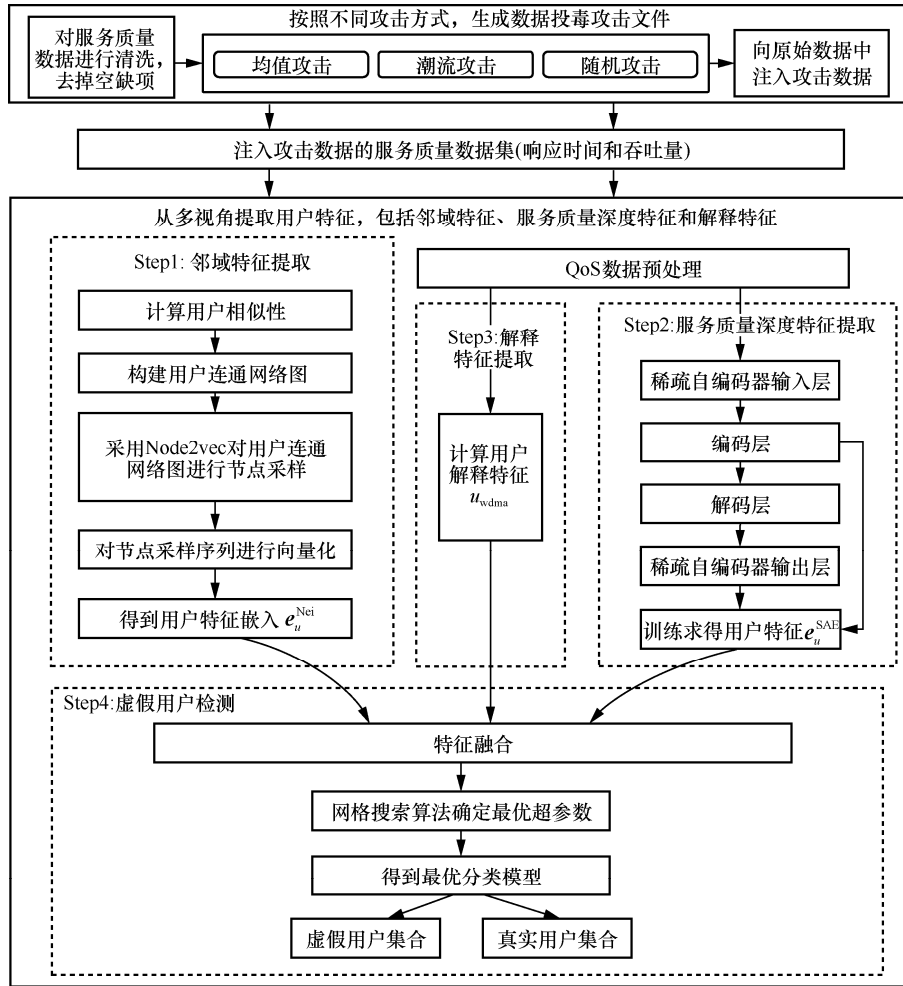 按照不同攻击方式，生成数据投毒攻击文件
对服务质量
数据进行清洗，
去掉空缺项
均值攻击
潮流攻击
随机攻击
向原始数据中
注入攻击数据
注入攻击数据的服务质量数据集(响应时间和吞吐量)
从多视角提取用户特征，包括邻域特征、服务质量深度特征和解释特征
Step1: 邻域特征提取
计算用户相似性
构建用户连通网络图
采用Node2vec对用户连通
网络图进行节点采样
对节点采样序列进行向量化
得到用户特征嵌入 e_u^Nei
QoS数据预处理
Step3:解释
特征提取
计算用户
解释特征
u_wdma
Step2:服务质量深度特征提取
稀疏自编码器输入层
编码层
解码层
稀疏自编码器输出层
训练求得用户特征e_u^SAE
Step4:虚假用户检测
特征融合
网格搜索算法确定最优超参数
得到最优分类模型
虚假用户集合
真实用户集合